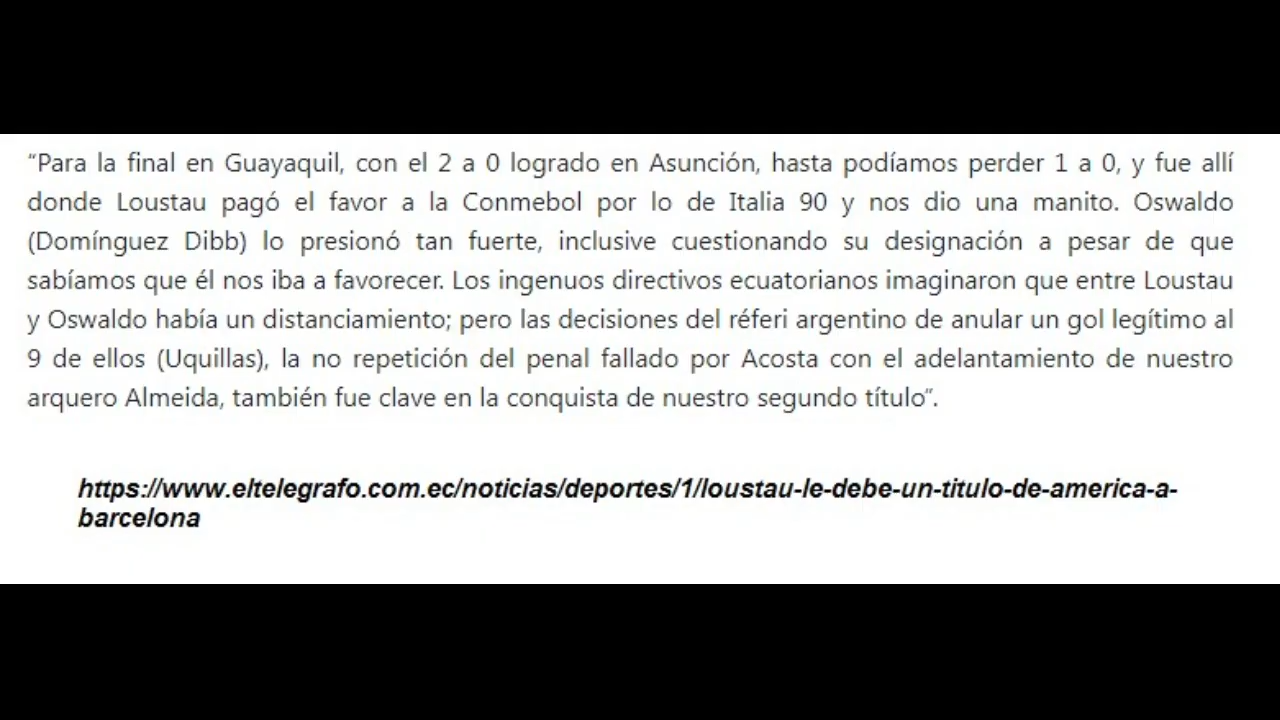 “Para la final en Guayaquil, con el 2 a 0 logrado en Asunción, hasta podíamos perder 1 a 0, y fue allí
donde Loustau pagó el favor a la Conmebol por lo de Italia 90 y nos dio una manito. Oswaldo
(Domínguez Dibb) lo presionó tan fuerte, inclusive cuestionando su designación a pesar de que
sabíamos que él nos iba a favorecer. Los ingenuos directivos ecuatorianos imaginaron que entre Loustau
y Oswaldo había un distanciamiento; pero las decisiones del réferi argentino de anular un gol legítimo al
9 de ellos (Uquillas), la no repetición del penal fallado por Acosta con el adelantamiento de nuestro
arquero Almeida, también fue clave en la conquista de nuestro segundo título”.
https://www.eltelegrafo.com.ec/noticias/deportes/1/loustau-le-debe-un-titulo-de-america-a-
barcelona